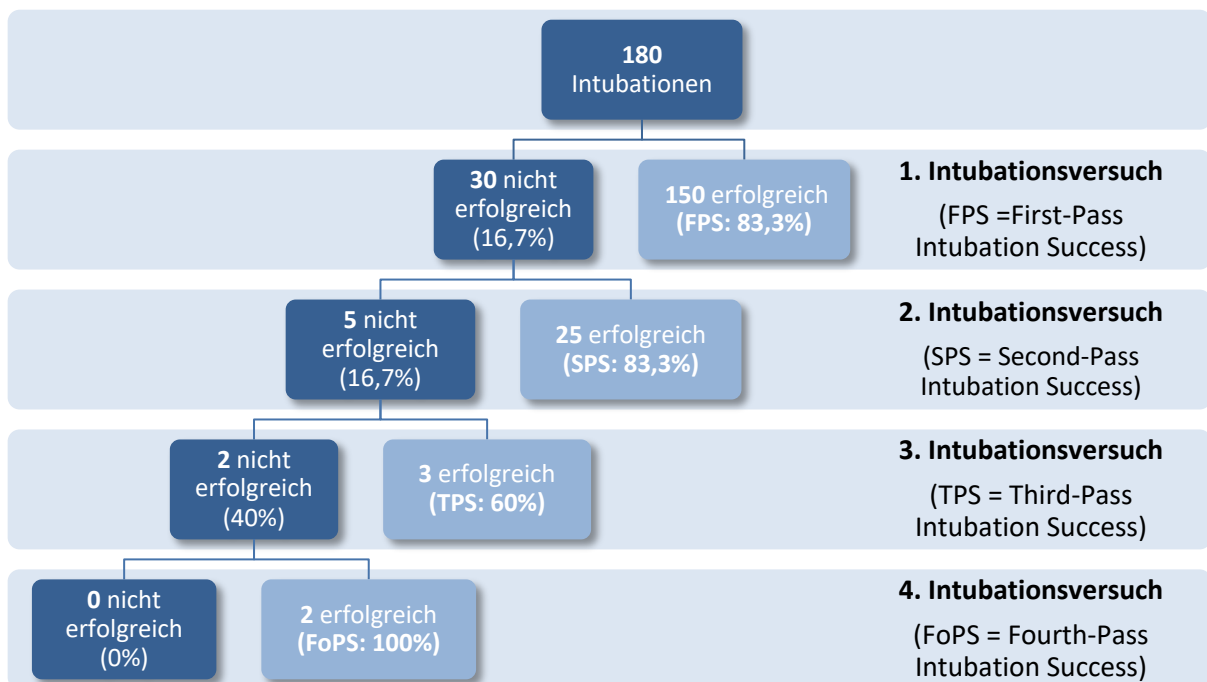 180
Intubationen
30 nicht
erfolgreich
(16,7%)
150 erfolgreich
(FPS: 83,3%)
1. Intubationsversuch
(FPS =First-Pass
Intubation Success)
5 nicht
erfolgreich
(16,7%)
25 erfolgreich
(SPS: 83,3%)
2. Intubationsversuch
(SPS = Second-Pass
Intubation Success)
2 nicht
erfolgreich
(40%)
3 erfolgreich
(TPS: 60%)
3. Intubationsversuch
(TPS = Third-Pass
Intubation Success)
0 nicht
erfolgreich
(0%)
2 erfolgreich
(FoPS: 100%)
4. Intubationsversuch
(FoPS = Fourth-Pass
Intubation Success)